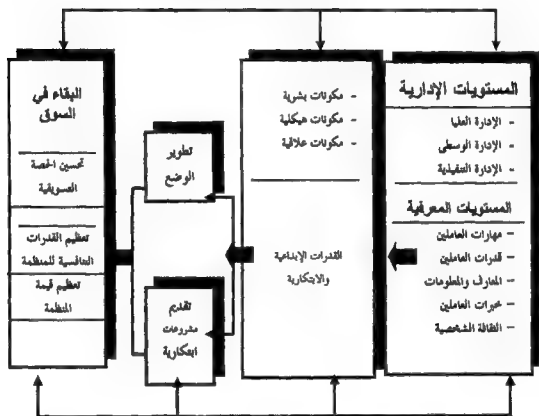 المستويات الإدارية
- الإدارة العليا
- الإدارة الوسطى
- الإدارة التنفيذية
المستويات المعرفية
- مهارات العاملين
- قدرات العاملين
- المعارف والمعلومات
- خبرات العاملين
- الثقافة الشخصية
- مكونات بشرية
- مكونات هيكلية
- مكونات علاقية
القدرات الإبداعية
والابتكارية
تطوير
الوضع
تقديم
مشروعات
ابتكارية
البقاء في
السوق
تحسين الحصة
التسويقية
تعظيم القدرات
التنافسية للمنظمة
تعظيم قيمة
المنظمة